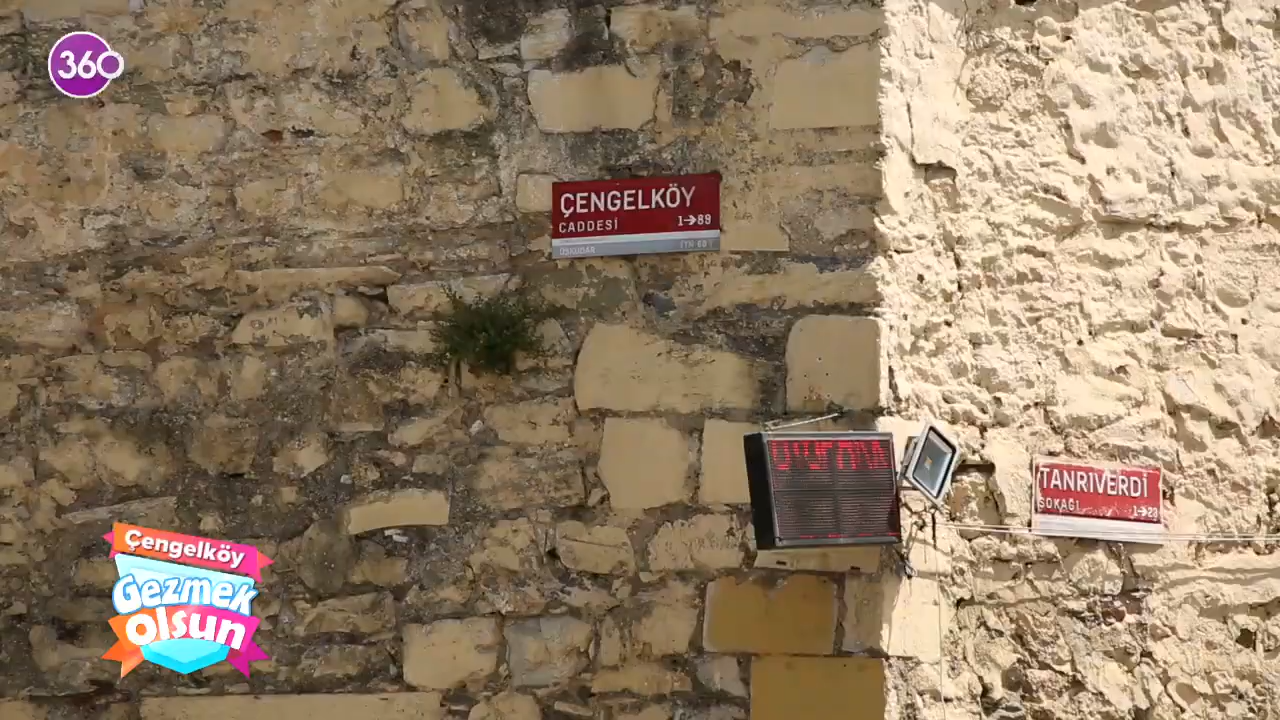 360
ÇENGELKÖY
CADDESİ 1→89
ÜSKÜDAR
TANRIVERDİ
SOKAĞI 1→23
Çengelköy
Gezmek
olsun